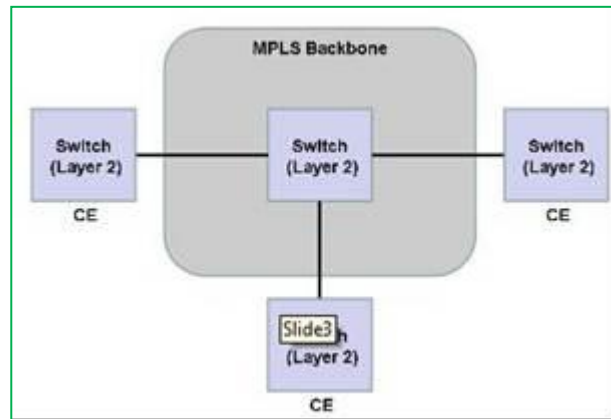 MPLS Backbone
Switch
(Layer 2)
CE
Switch
(Layer 2)
Switch
(Layer 2)
CE
Slide3
h
(Layer 2)
CE